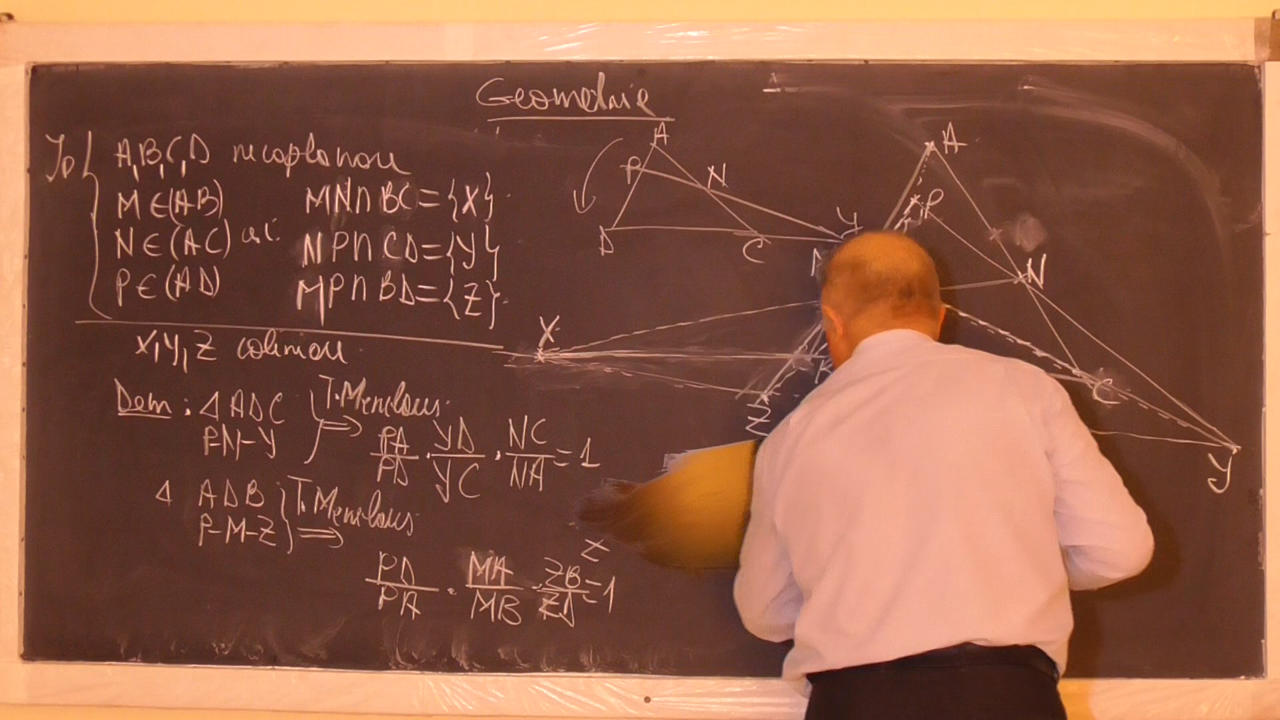 Geometrie
Ip { A, B, C, D necoplanare
M ∈ (AB) MN ∩ BC = {X}
N ∈ (AC) aî. NP ∩ CD = {Y}
P ∈ (AD) MP ∩ BD = {Z}
X, Y, Z coliniare
Dem: △ ADC } T. Menelaus
P-N-Y ⇒ PA/PD · YD/YC · NC/NA = 1
△ ADB } T. Menelaus
P-M-Z ⇒
PD/PA · MA/MB · ZB/ZD = 1
Z
A
P
N
D
C
Y
A
P
N
X
Z
C
Y